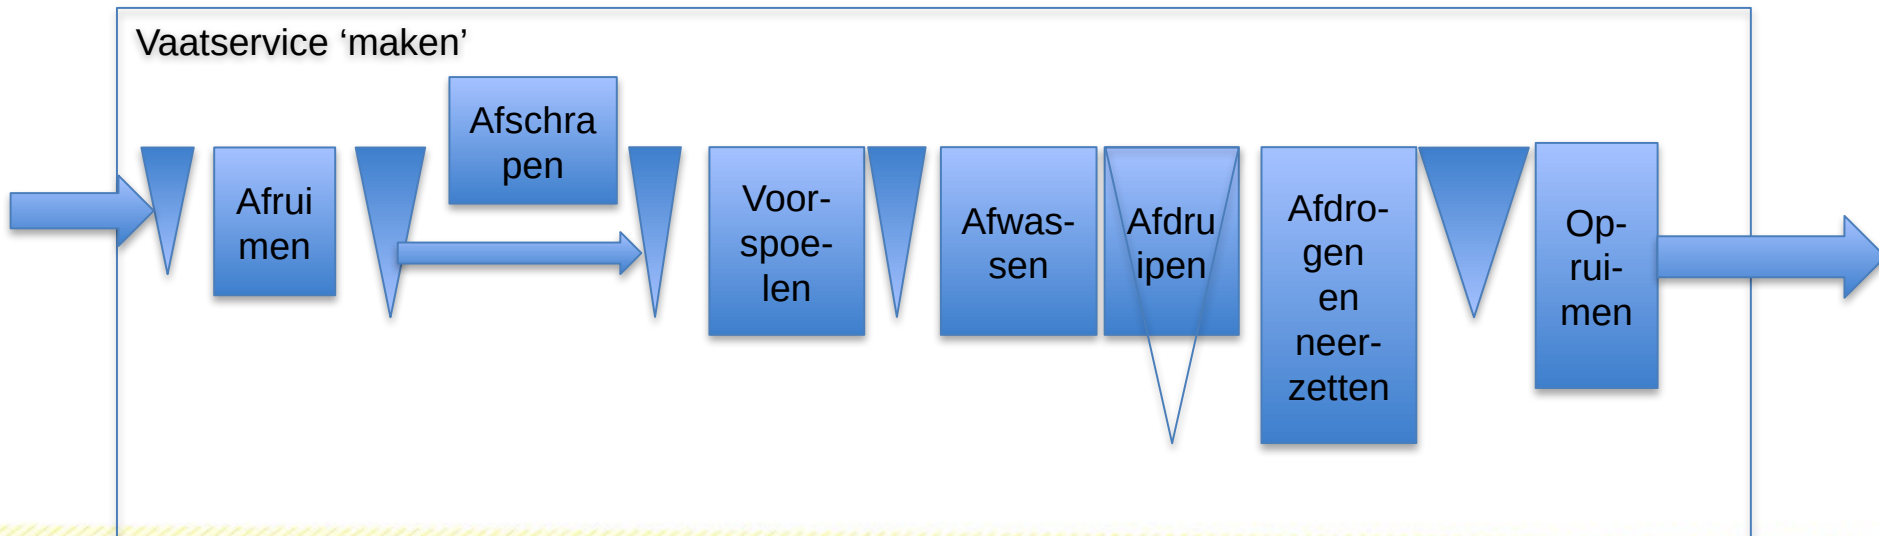 Vaatservice ‘maken’
Afrui
men
Afschra
pen
Voor-
spoe-
len
Afwas-
sen
Afdru
ipen
Afdro-
gen
en
neer-
zetten
Op-
rui-
men